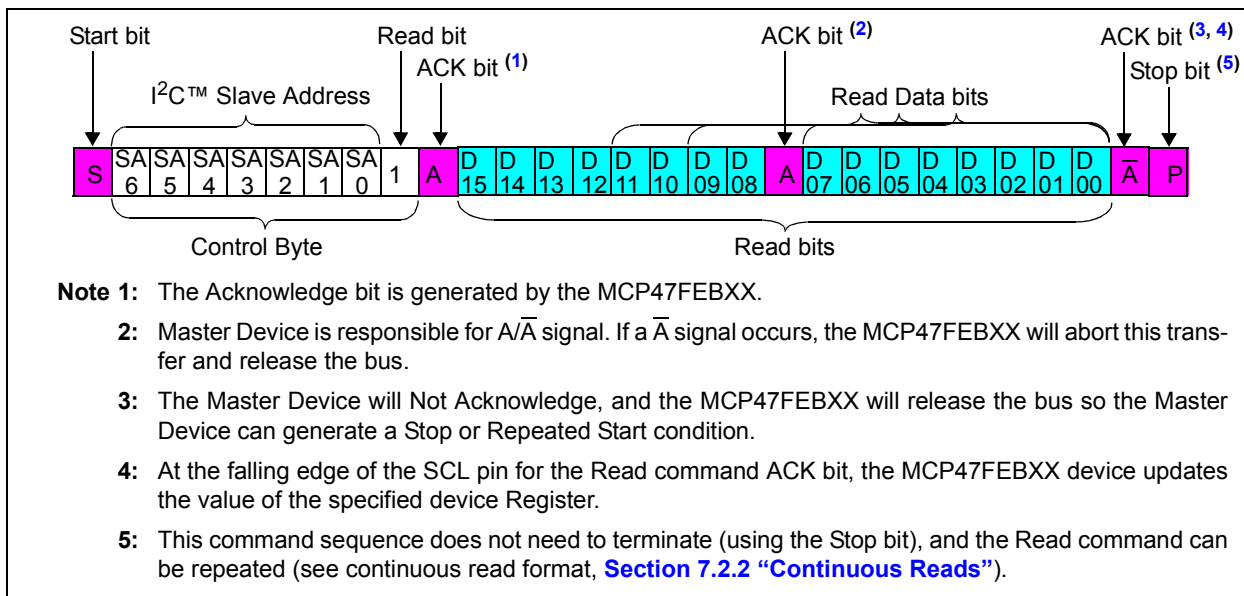 Start bit Read bit ACK bit (2) ACK bit (3, 4)
ACK bit (1) Stop bit (5)
I2C™ Slave Address Read Data bits
S SA6 SA5 SA4 SA3 SA2 SA1 SA0 1 A D15 D14 D13 D12 D11 D10 D09 D08 A D07 D06 D05 D04 D03 D02 D01 D00 A̅ P
Control Byte Read bits
Note 1: The Acknowledge bit is generated by the MCP47FEBXX.
2: Master Device is responsible for A/A̅ signal. If a A̅ signal occurs, the MCP47FEBXX will abort this trans-
fer and release the bus.
3: The Master Device will Not Acknowledge, and the MCP47FEBXX will release the bus so the Master
Device can generate a Stop or Repeated Start condition.
4: At the falling edge of the SCL pin for the Read command ACK bit, the MCP47FEBXX device updates
the value of the specified device Register.
5: This command sequence does not need to terminate (using the Stop bit), and the Read command can
be repeated (see continuous read format, Section 7.2.2 “Continuous Reads”).